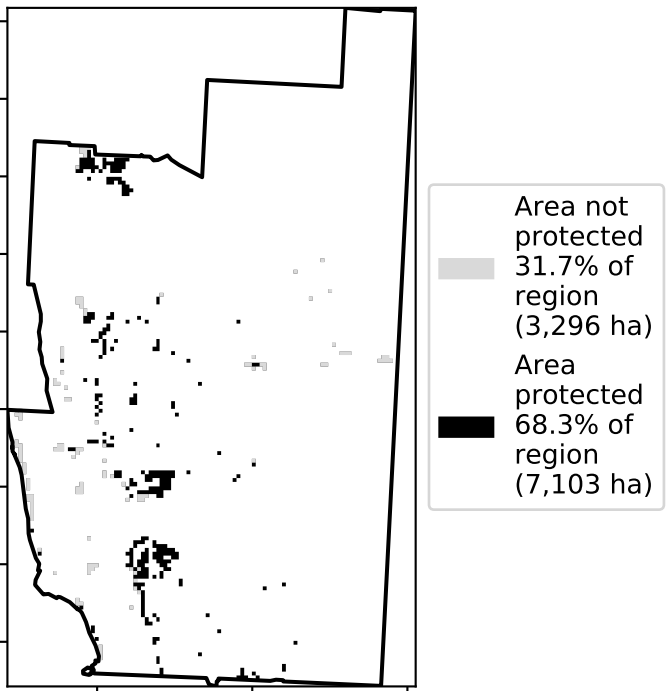 Area not
protected
31.7% of
region
(3,296 ha)
Area
protected
68.3% of
region
(7,103 ha)